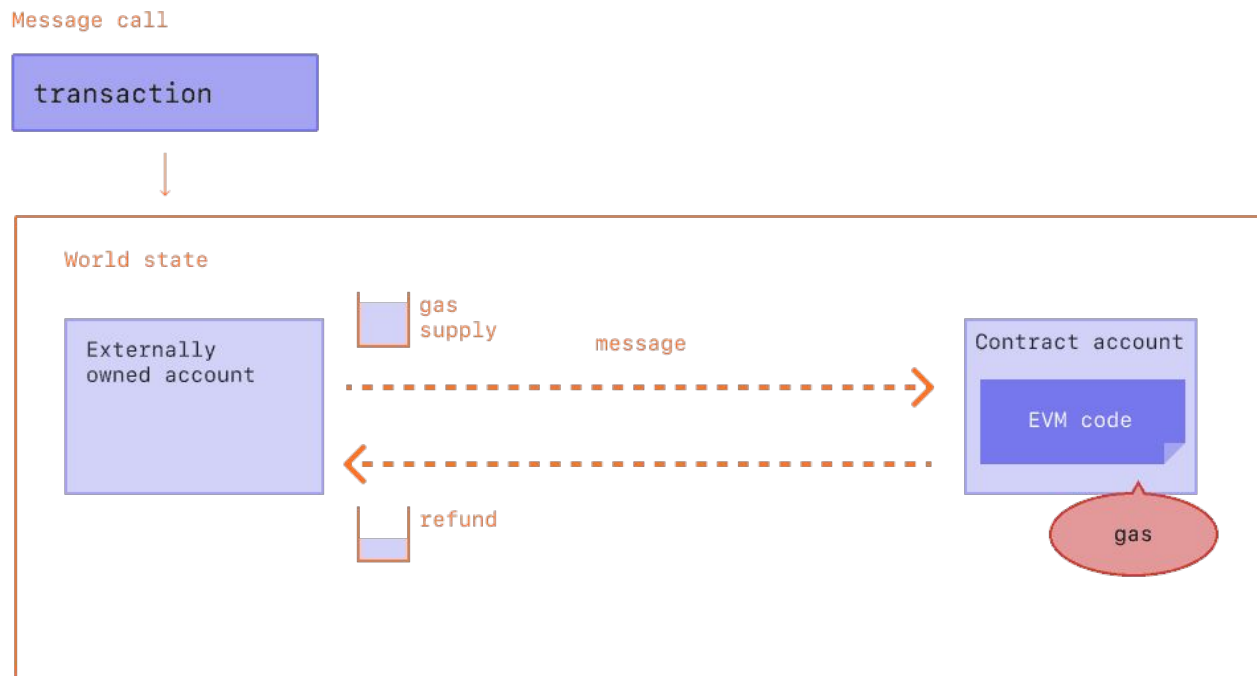 Message call
transaction
World state
gas
supply
message
Externally
owned account
Contract account
EVM code
refund
gas